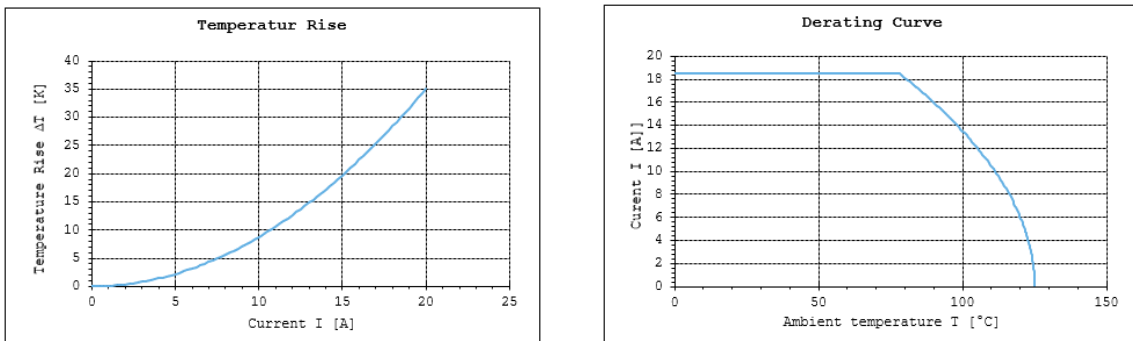 Temperatur Rise
Temperature Rise ΔT [K]
40
35
30
25
20
15
10
5
0
0 5 10 15 20 25
Current I [A]
Derating Curve
Curent I [A]]
20
18
16
14
12
10
8
6
4
2
0
0 50 100 150
Ambient temperature T [°C]